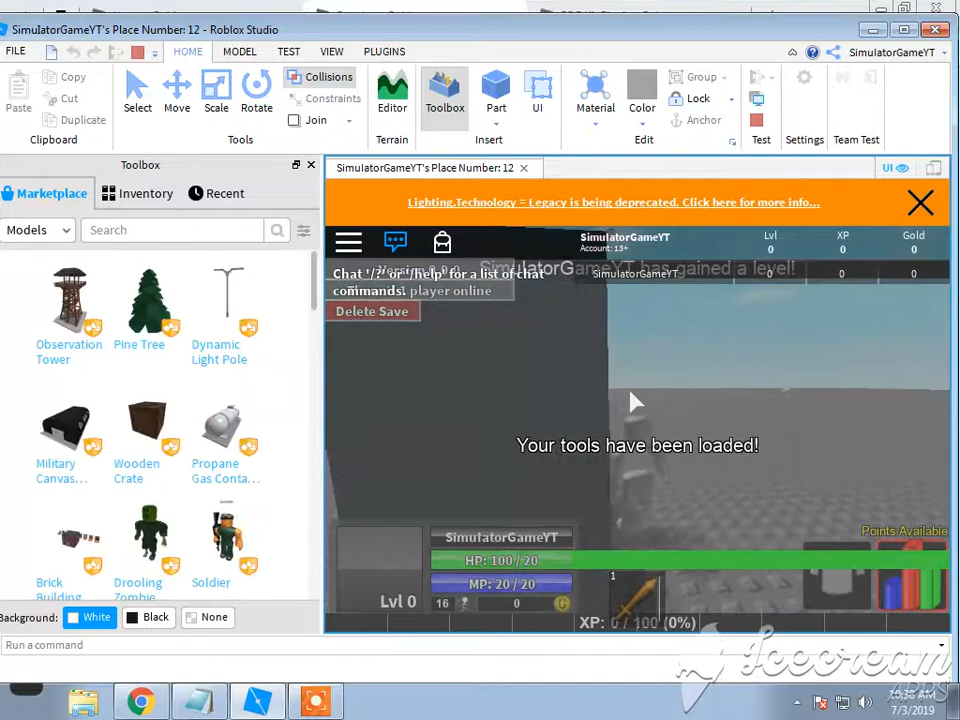 SimulatorGameYT's Place Number: 12 - Roblox Studio
FILE HOME MODEL TEST VIEW PLUGINS SimulatorGameYT
Paste Copy Cut Duplicate
Select Move Scale Rotate
Collisions Constraints Join
Editor Toolbox Part UI
Material Color Group Lock Anchor
Clipboard Tools Terrain Insert Edit Test Settings Team Test
Toolbox
Marketplace Inventory Recent
Models Search
Observation Tower
Pine Tree
Dynamic Light Pole
Military Canvas...
Wooden Crate
Propane Gas Conta...
Brick Building
Drooling Zombie
Soldier
Background: White Black None
SimulatorGameYT's Place Number: 12
UI
Lighting.Technology = Legacy is being deprecated. Click here for more info...
SimulatorGameYT
Account: 13+
Lvl XP Gold
0 0 0
SimulatorGameYT has gained a level!
SimulatorGameYT 0 0
Chat '/?' or '/help' for a list of chat
commands.
player online
Delete Save
Your tools have been loaded!
Points Available
SimulatorGameYT
HP: 100 / 20
MP: 20 / 20
Lvl 0 16 0 G
1
XP: 0 / 100 (0%)
Run a command
Icecream
APPS
10:38 AM
7/3/2019